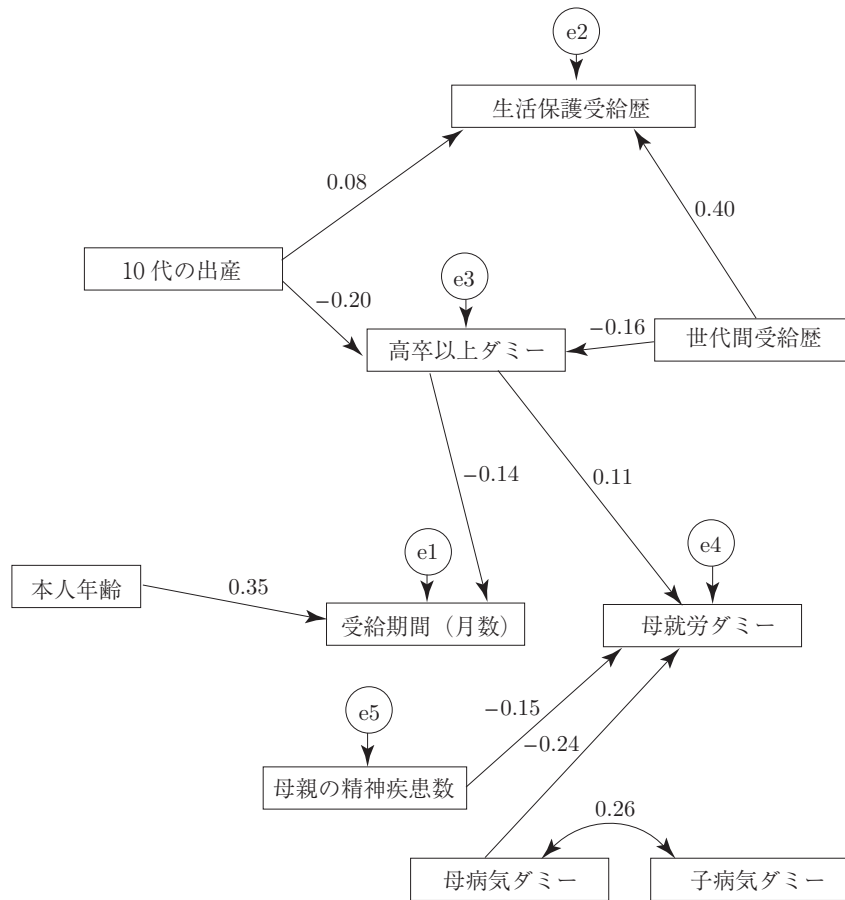 e2
生活保護受給歴
0.08
0.40
10 代の出産
e3
−0.20
−0.16
世代間受給歴
高卒以上ダミー
−0.14
0.11
e1
e4
本人年齢
0.35
受給期間（月数）
母就労ダミー
e5
−0.15
−0.24
母親の精神疾患数
0.26
母病気ダミー
子病気ダミー